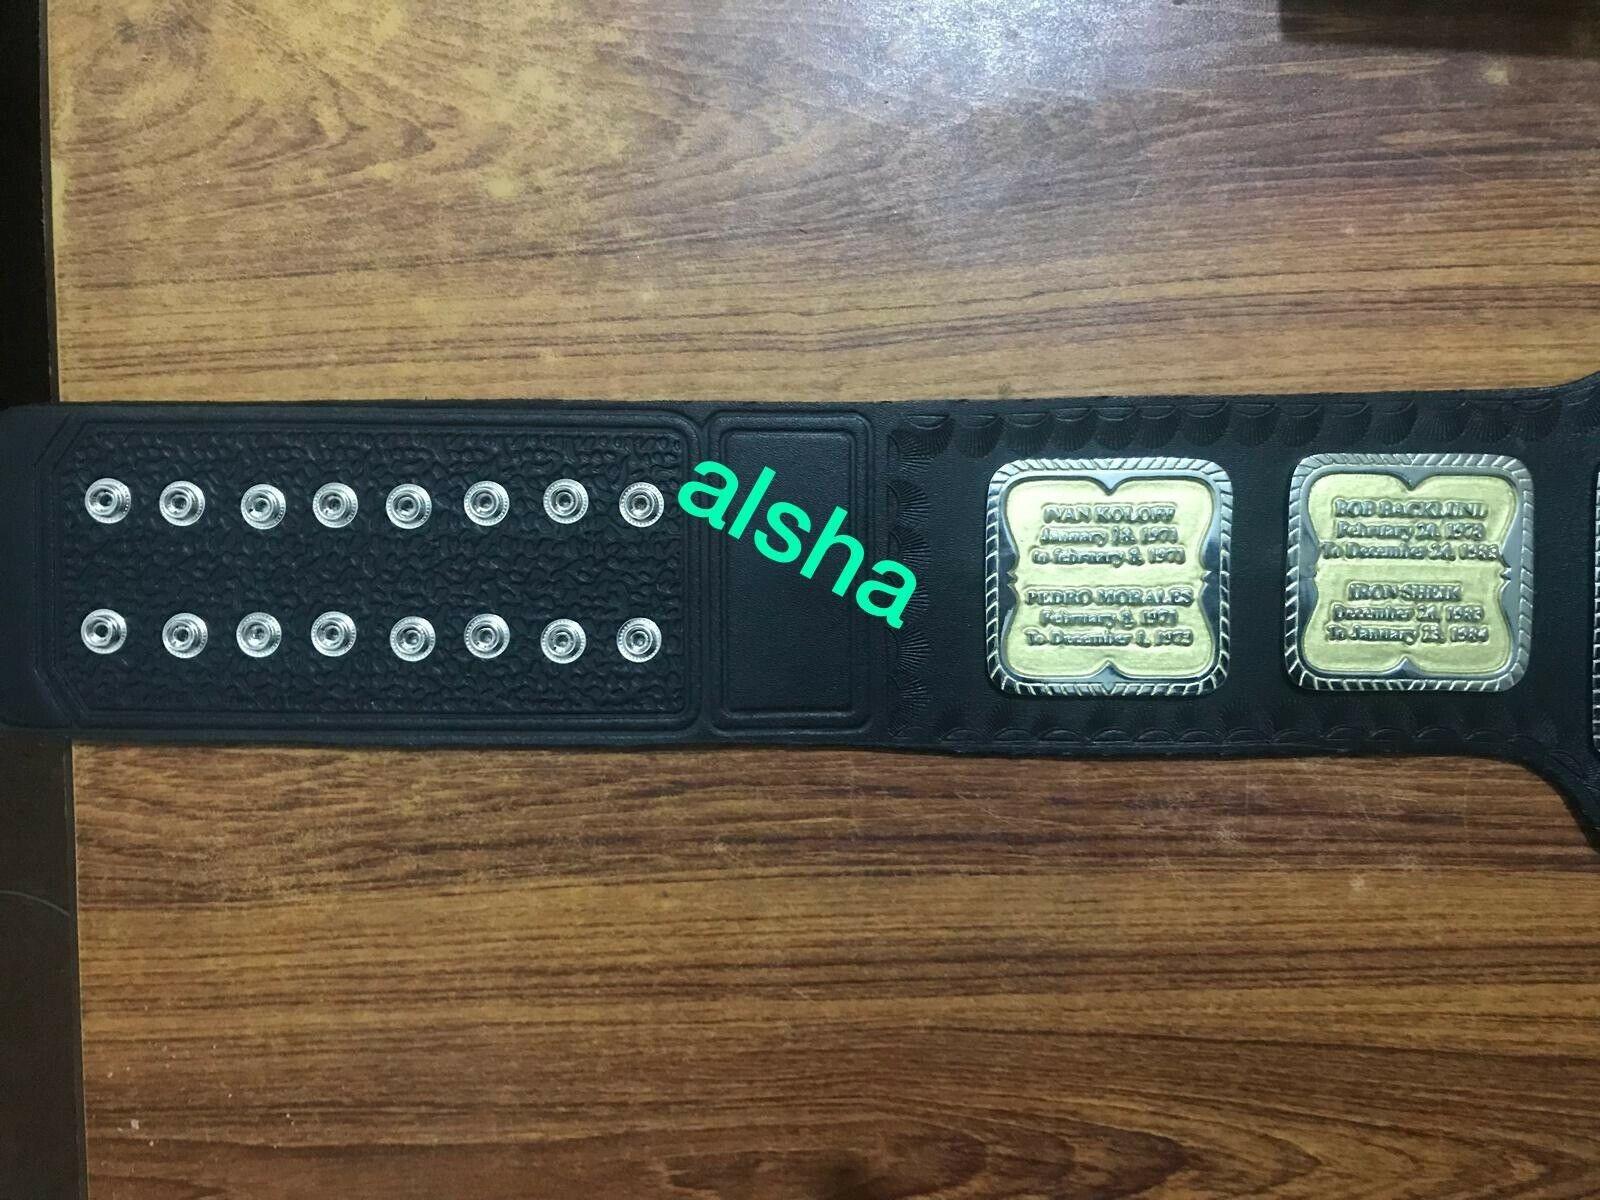 alsha
IVAN KOLOFF
January 18, 1971
to february 8, 1971
PEDRO MORALES
February 8, 1971
To December 1, 1973
BOB BACKLUND
February 20, 1978
To December 26, 1983
IRON SHEIK
December 26, 1983
To January 23, 1984